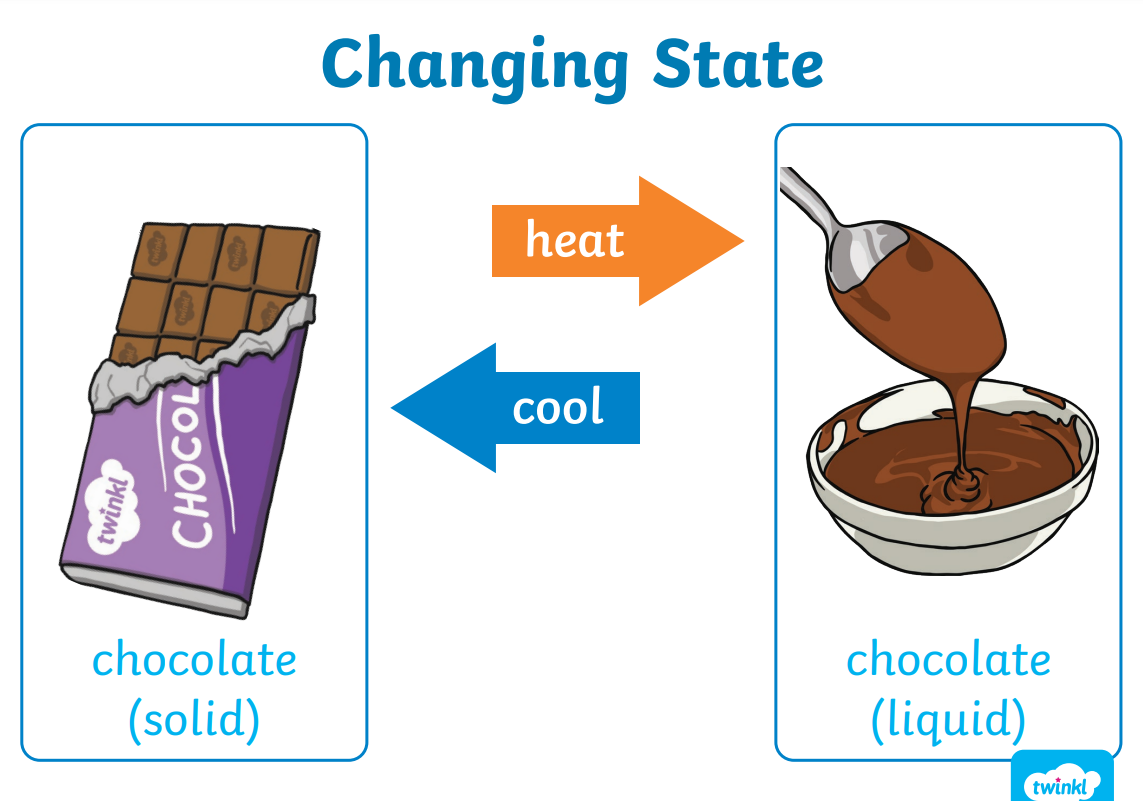 Changing State
heat
cool
twinkl
CHOCOL
chocolate
(solid)
chocolate
(liquid)
twinkl